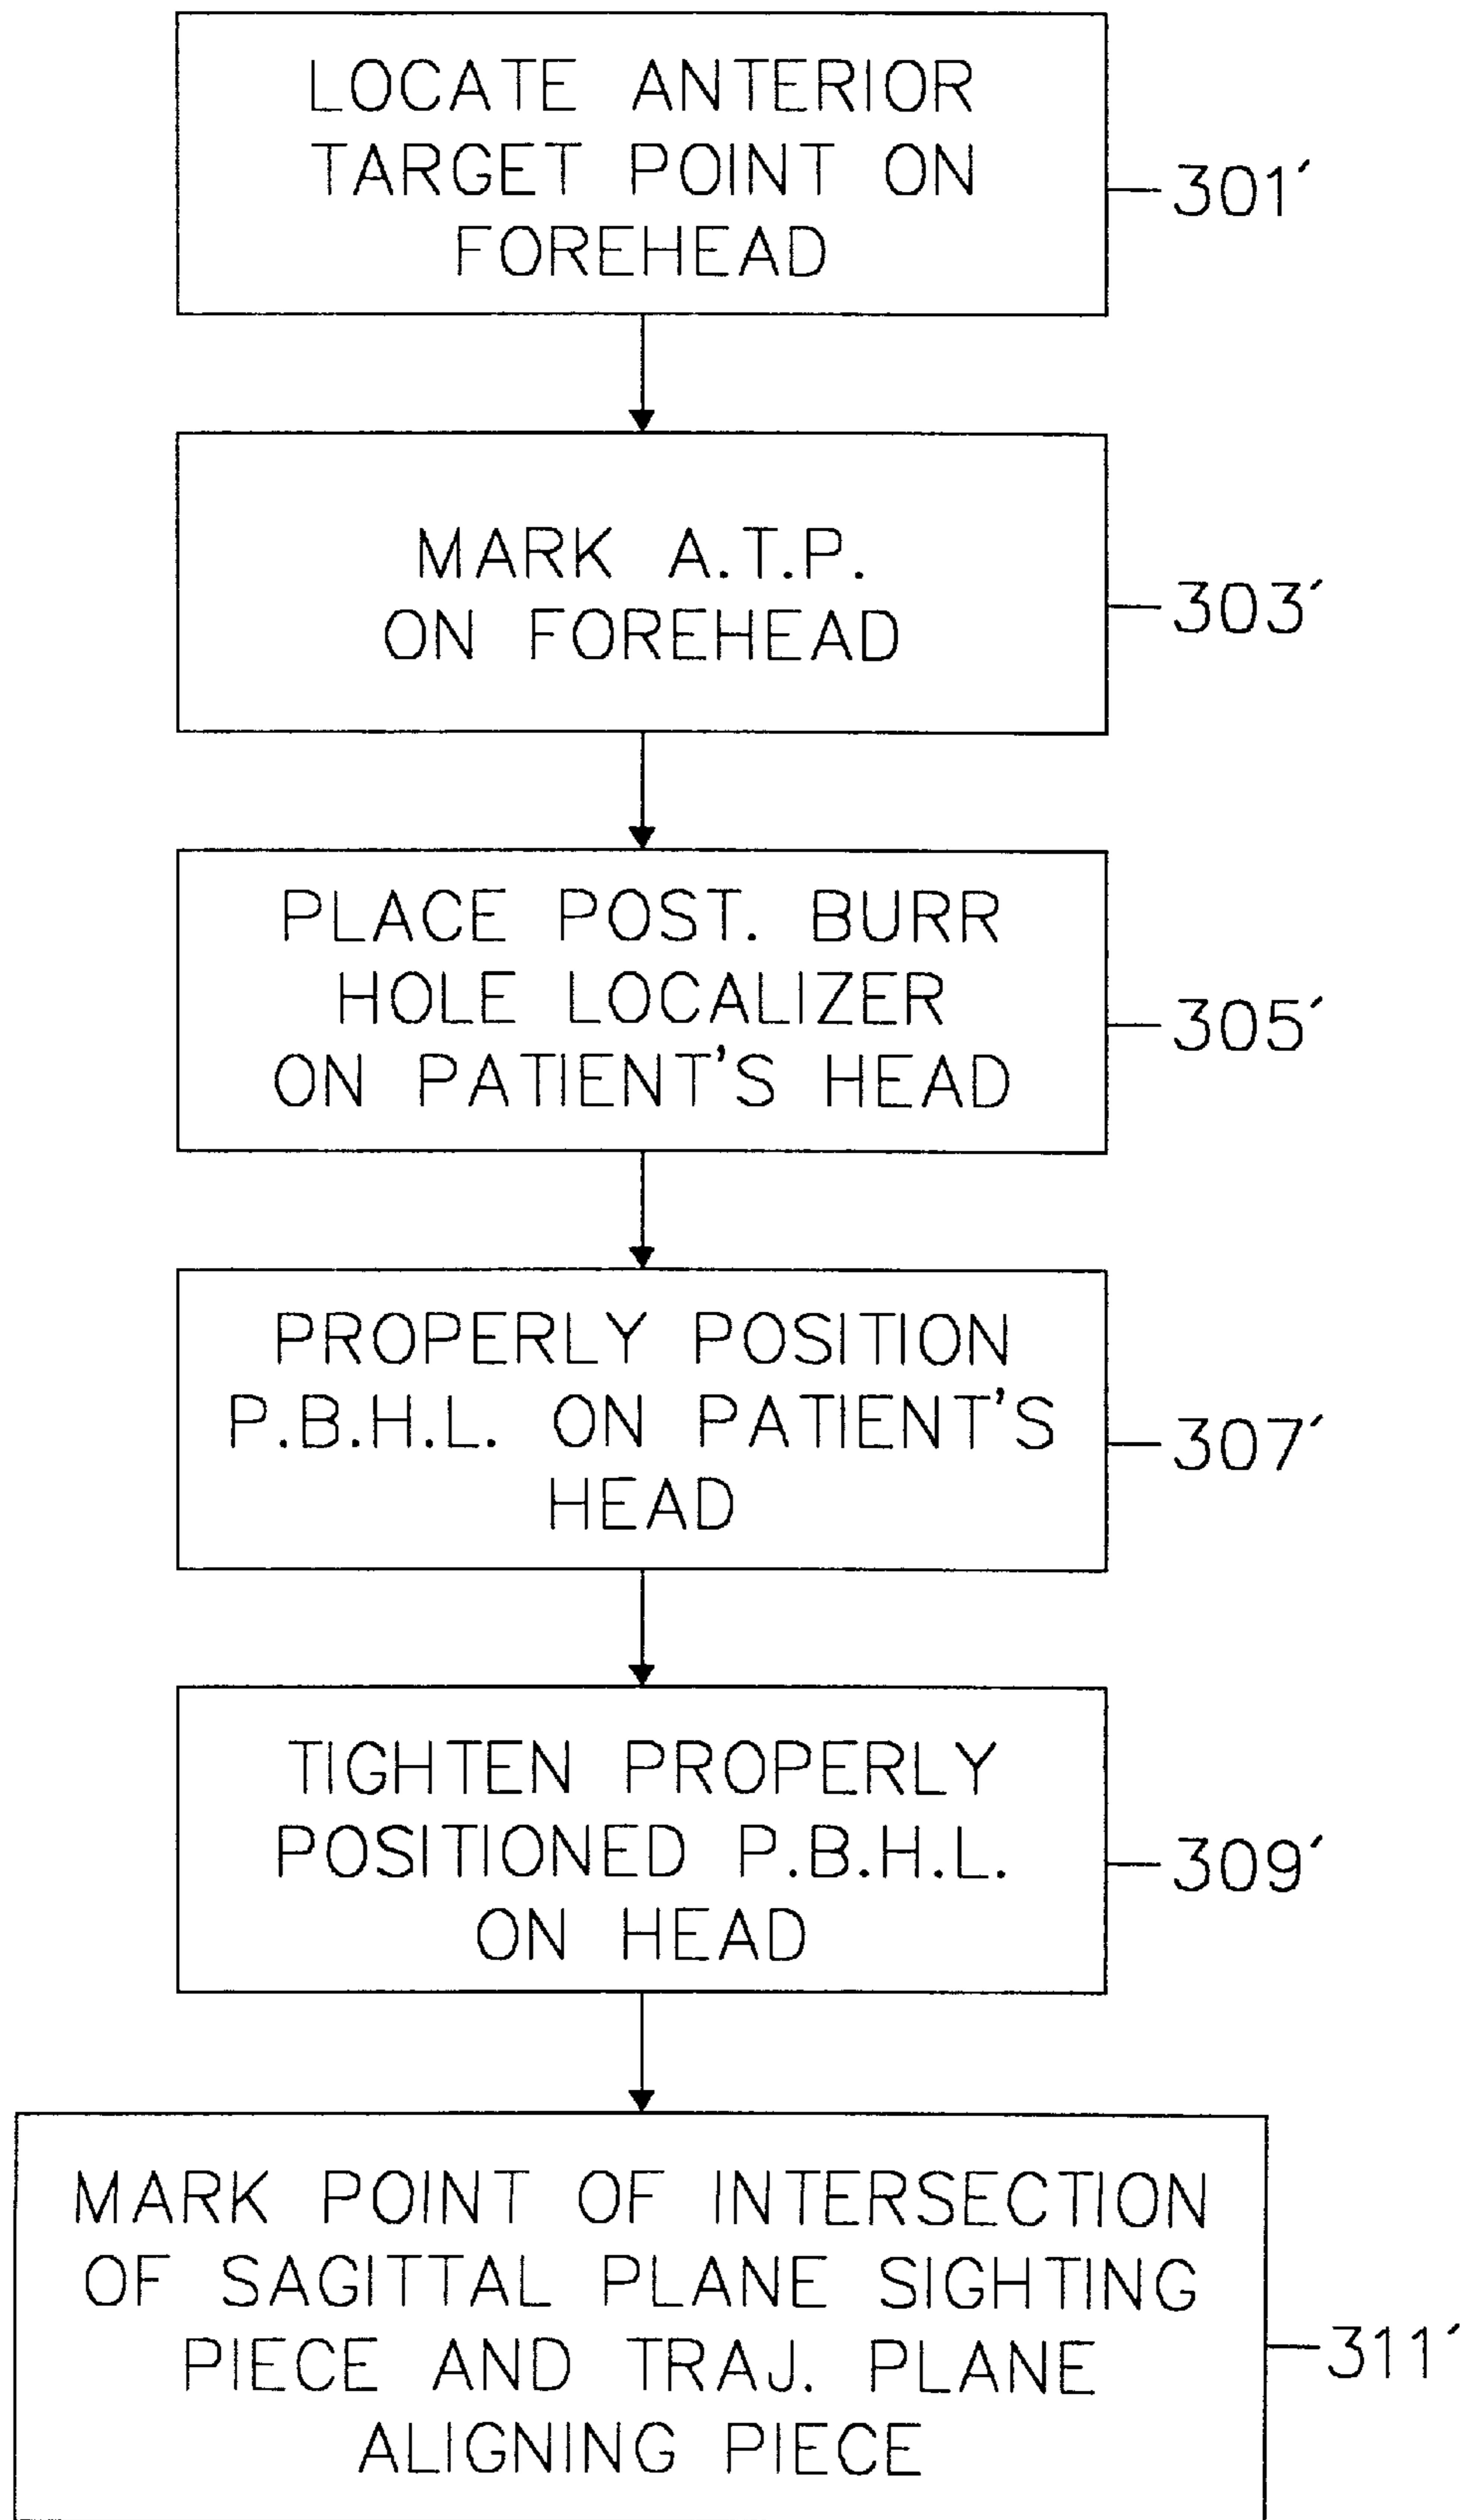 LOCATE ANTERIOR
TARGET POINT ON
FOREHEAD
301′
MARK A.T.P.
ON FOREHEAD
303′
PLACE POST. BURR
HOLE LOCALIZER
ON PATIENT'S HEAD
305′
PROPERLY POSITION
P.B.H.L. ON PATIENT'S
HEAD
307′
TIGHTEN PROPERLY
POSITIONED P.B.H.L.
ON HEAD
309′
MARK POINT OF INTERSECTION
OF SAGITTAL PLANE SIGHTING
PIECE AND TRAJ. PLANE
ALIGNING PIECE
311′